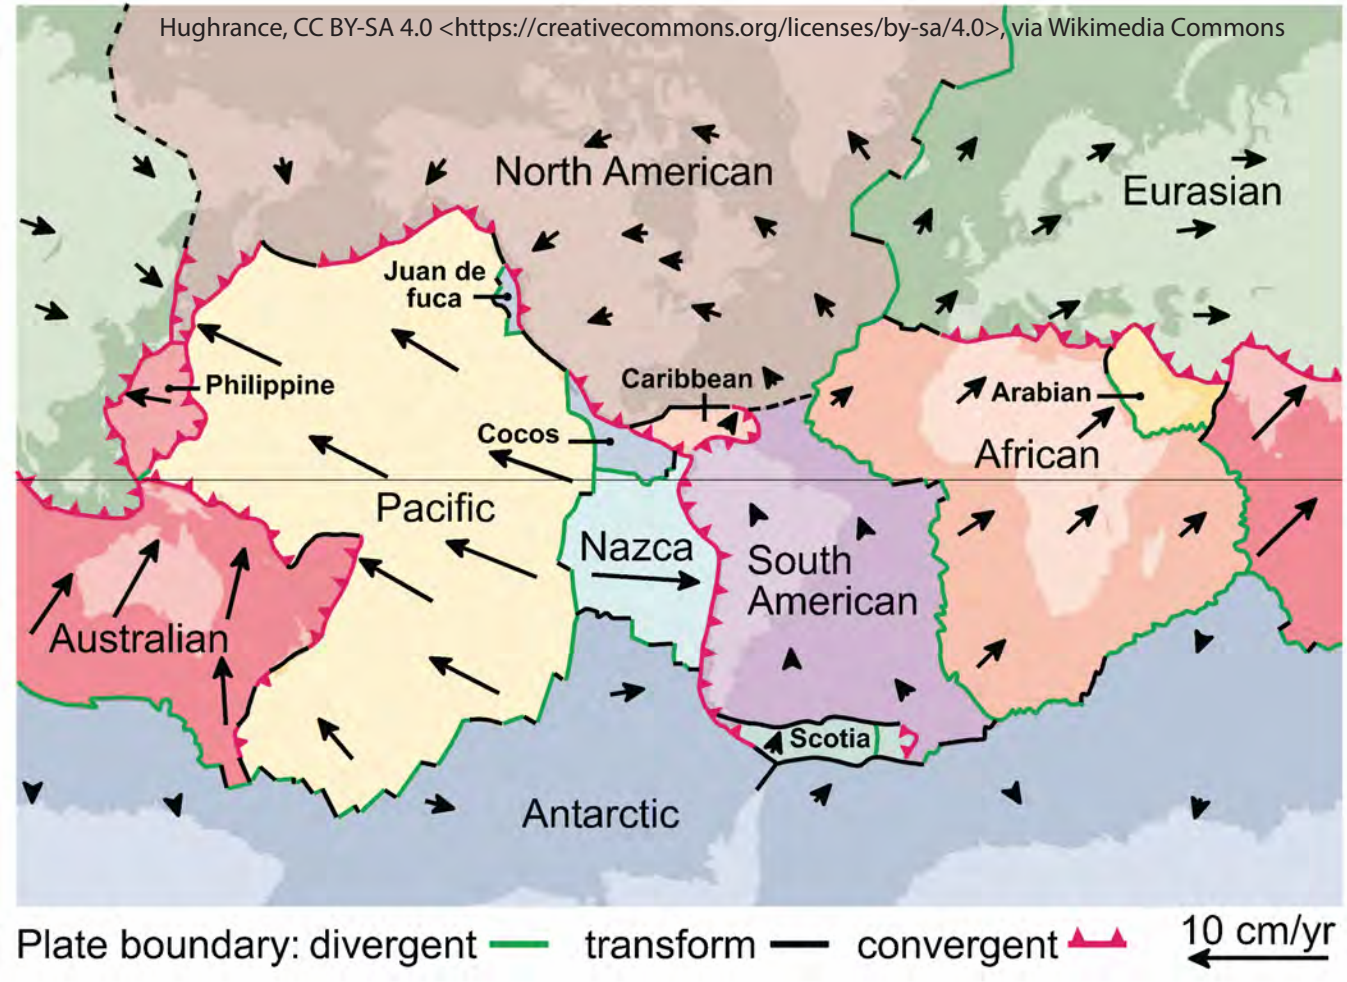 Hughrance, CC BY-SA 4.0 <https://creativecommons.org/licenses/by-sa/4.0>, via Wikimedia Commons
North American
Eurasian
Juan de
fuca
Philippine
Caribbean
Arabian
Cocos
African
Pacific
Nazca
South
American
Australian
Scotia
Antarctic
Plate boundary: divergent transform convergent 10 cm/yr